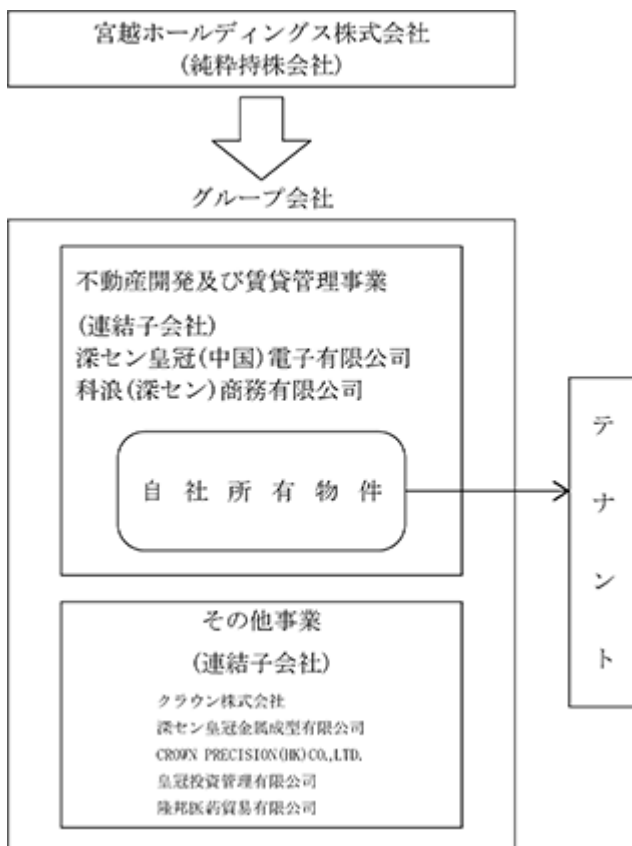 宮越ホールディングス株式会社
(純粋持株会社)
グループ会社
不動産開発及び賃貸管理事業
(連結子会社)
深セン皇冠(中国)電子有限公司
科浪(深セン)商務有限公司
自社所有物件
テナント
その他事業
(連結子会社)
クラウン株式会社
深セン皇冠金属成型有限公司
CROWN PRECISION(HK)CO.,LTD.
皇冠投資管理有限公司
隆邦医葯貿易有限公司